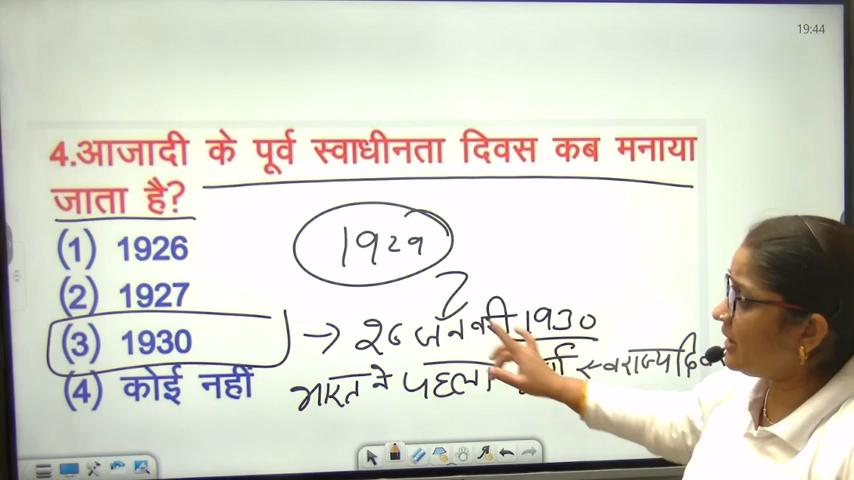 19:44
4.आजादी के पूर्व स्वाधीनता दिवस कब मनाया
जाता है?
(1) 1926
1929
(2) 1927
(3) 1930
→ 26 जनवरी 1930
(4) कोई नहीं
भारत ने पहला स्वराज्य